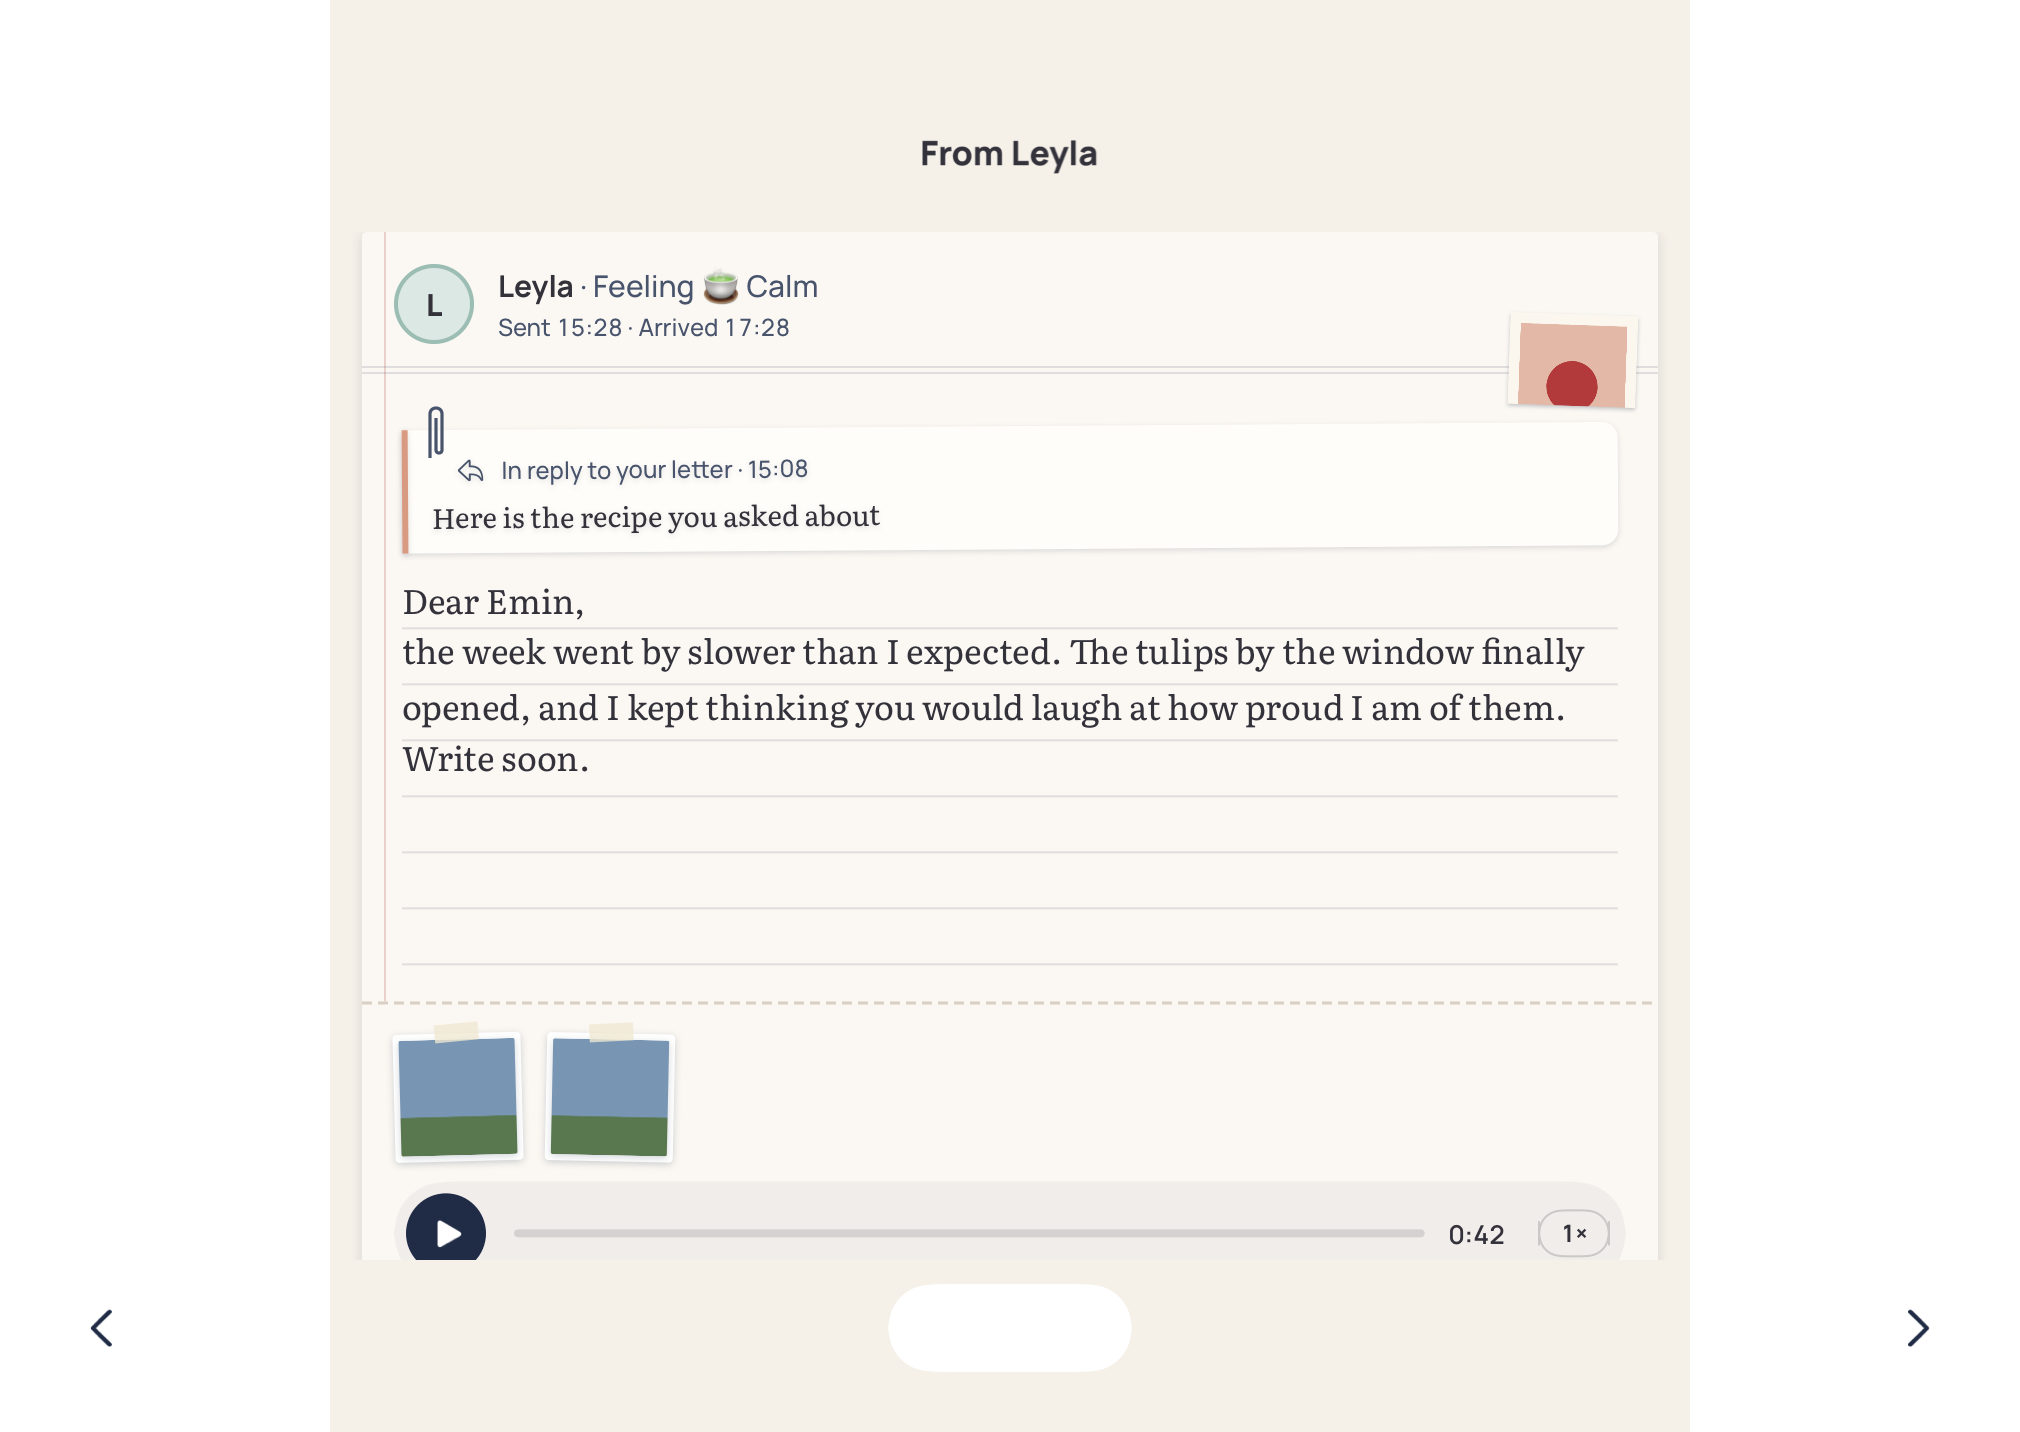 From Leyla
L
Leyla · Feeling 🍵 Calm
Sent 15:28 · Arrived 17:28
In reply to your letter · 15:08
Here is the recipe you asked about
Dear Emin,
the week went by slower than I expected. The tulips by the window finally
opened, and I kept thinking you would laugh at how proud I am of them.
Write soon.
0:42
1×